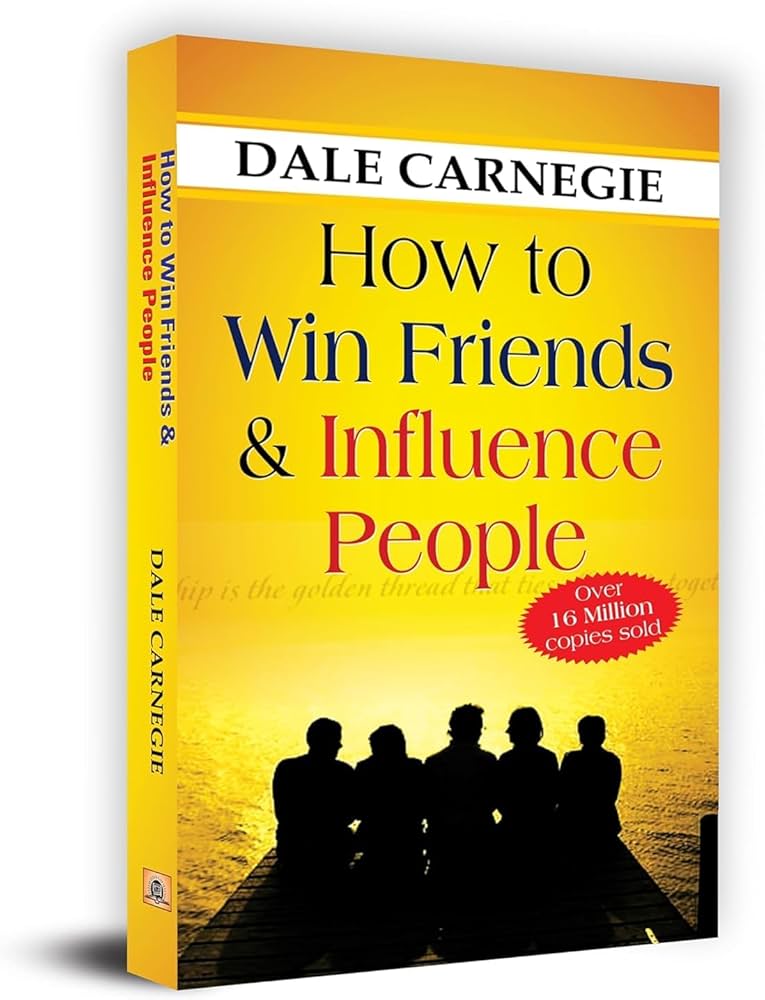 DALE CARNEGIE
How to
Win Friends
& Influence
People
hip is the golden thread that ties
toget
Over
16 Million
copies sold
How to Win Friends &
Influence People
DALE CARNEGIE